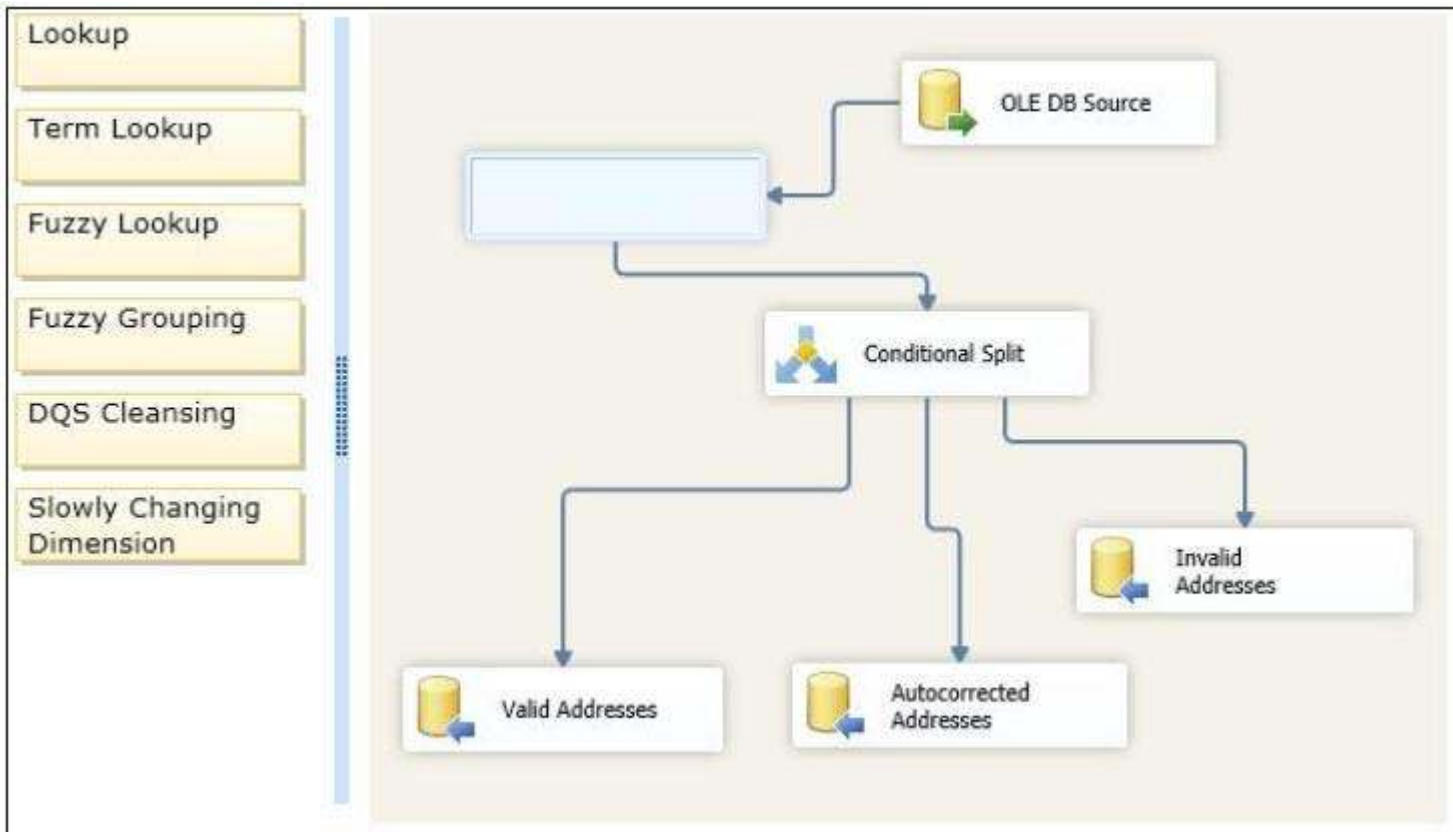 Lookup
Term Lookup
Fuzzy Lookup
Fuzzy Grouping
DQS Cleansing
Slowly Changing
Dimension
OLE DB Source
Conditional Split
Invalid
Addresses
Valid Addresses
Autocorrected
Addresses